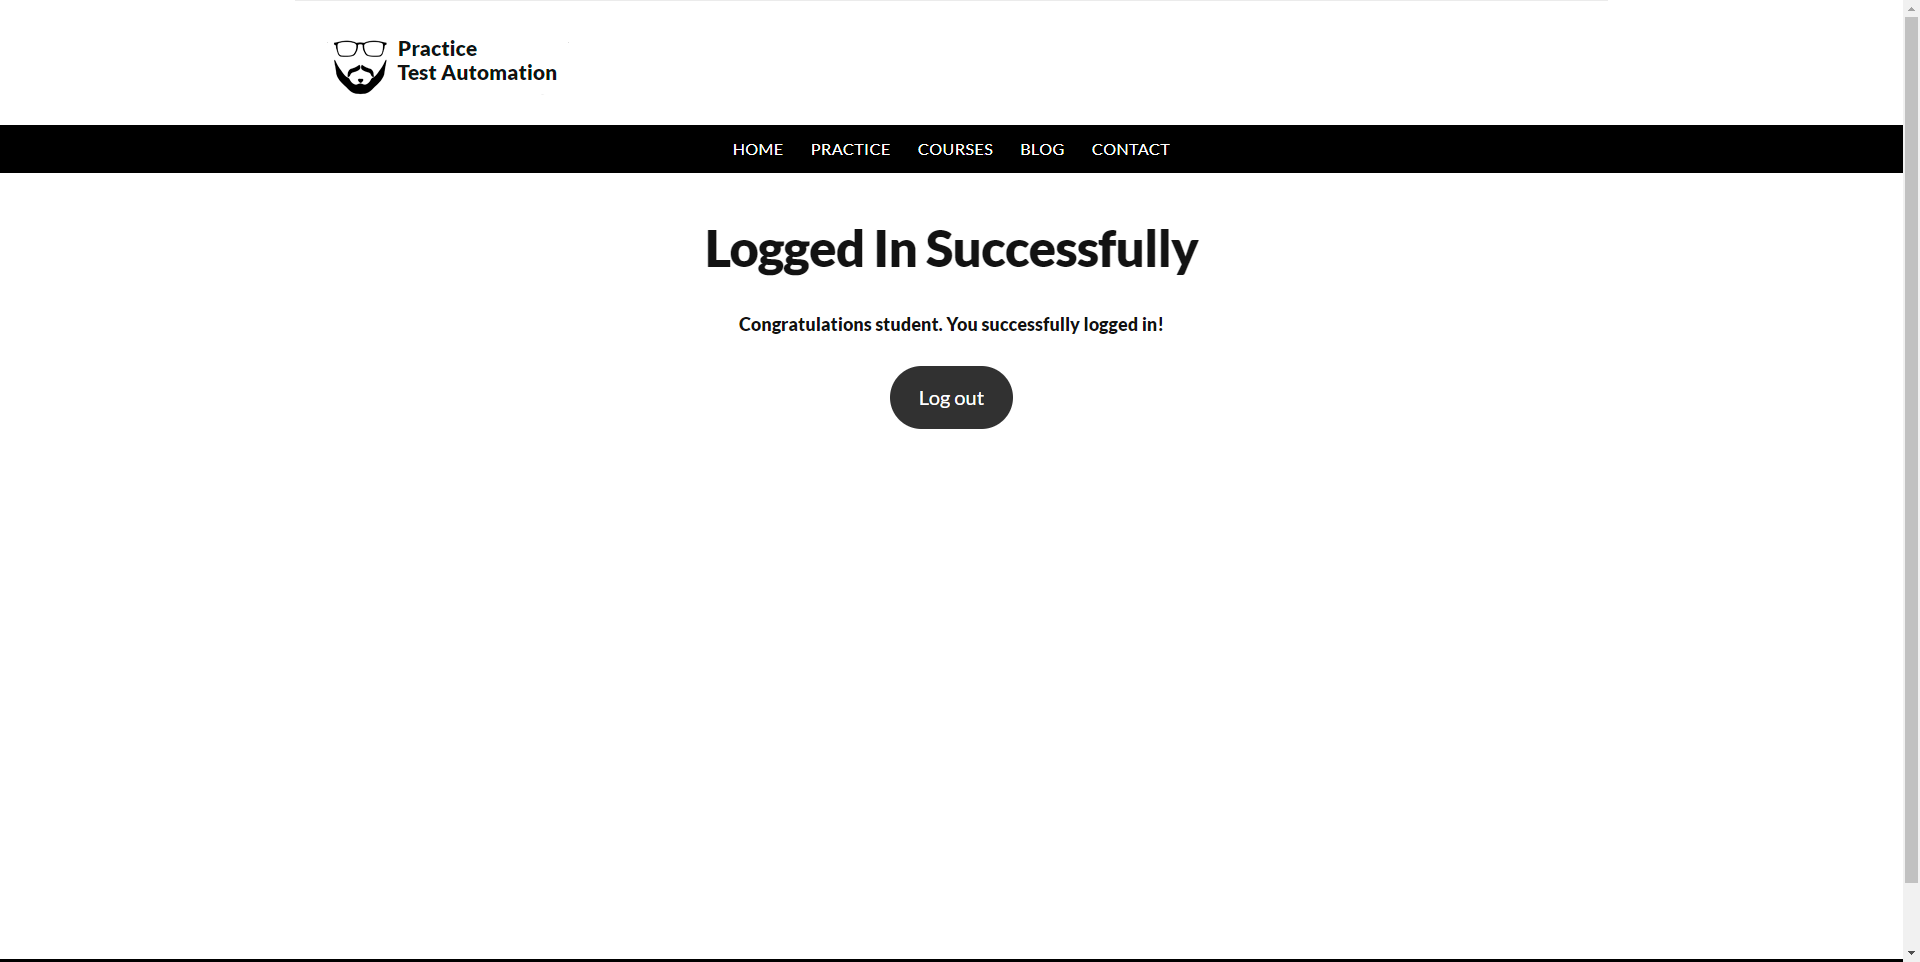 Practice
Test Automation
HOME PRACTICE COURSES BLOG CONTACT
Logged In Successfully
Congratulations student. You successfully logged in!
Log out